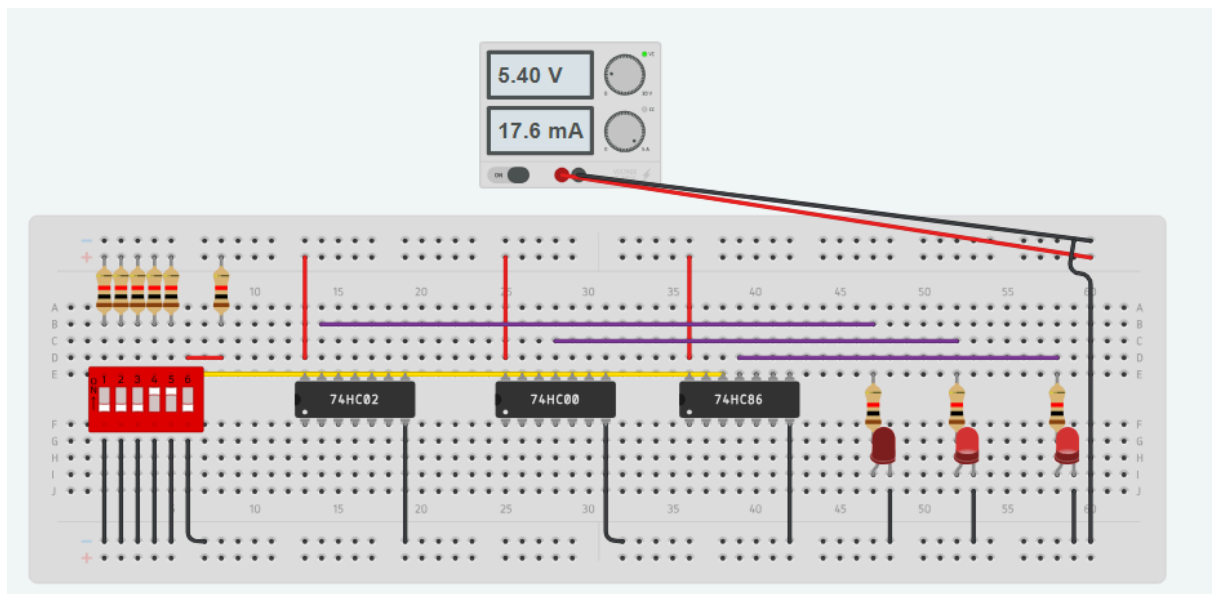 5.40 V
17.6 mA
ON
- -
+ +
10 15 20 25 30 35 40 45 50 55 60
A A
B B
C C
D D
E E
1 2 3 4 5 6
74HC02 74HC00 74HC86
F F
G G
H H
I I
J J
5 10 15 20 25 30 35 40 45 50 55 60
- -
+ +